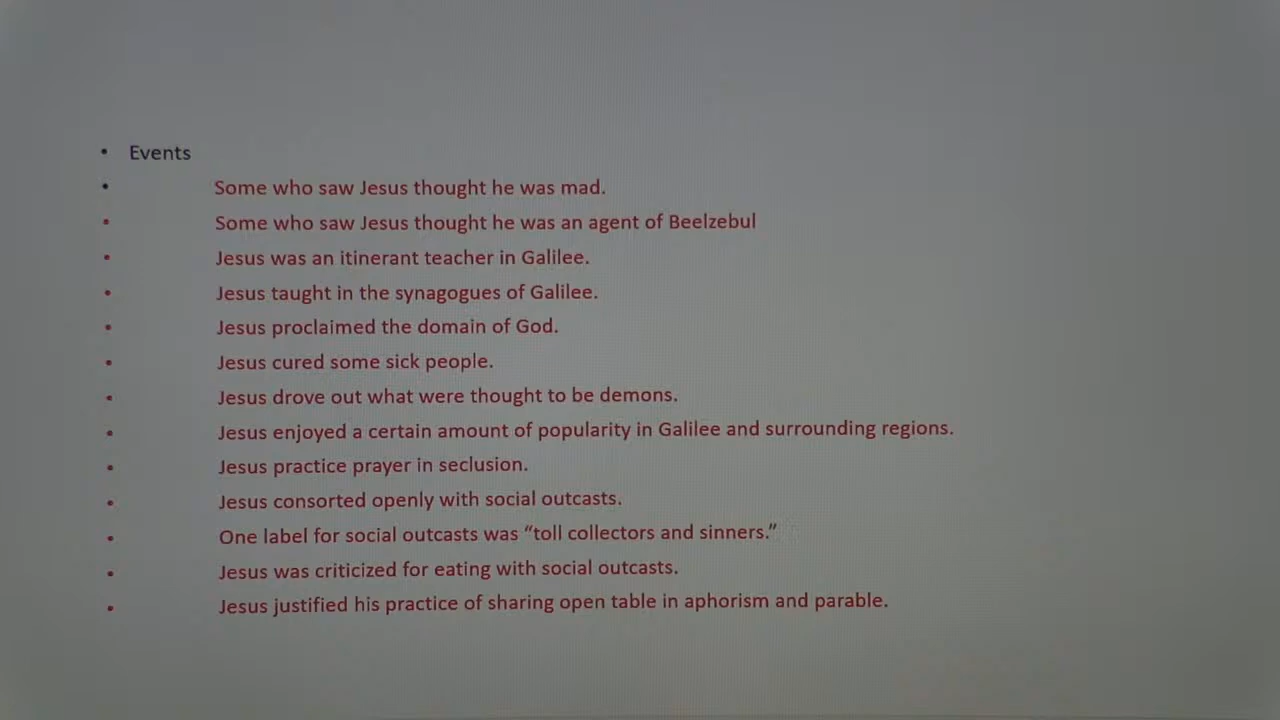 • Events
• Some who saw Jesus thought he was mad.
• Some who saw Jesus thought he was an agent of Beelzebul
• Jesus was an itinerant teacher in Galilee.
• Jesus taught in the synagogues of Galilee.
• Jesus proclaimed the domain of God.
• Jesus cured some sick people.
• Jesus drove out what were thought to be demons.
• Jesus enjoyed a certain amount of popularity in Galilee and surrounding regions.
• Jesus practice prayer in seclusion.
• Jesus consorted openly with social outcasts.
• One label for social outcasts was “toll collectors and sinners.”
• Jesus was criticized for eating with social outcasts.
• Jesus justified his practice of sharing open table in aphorism and parable.